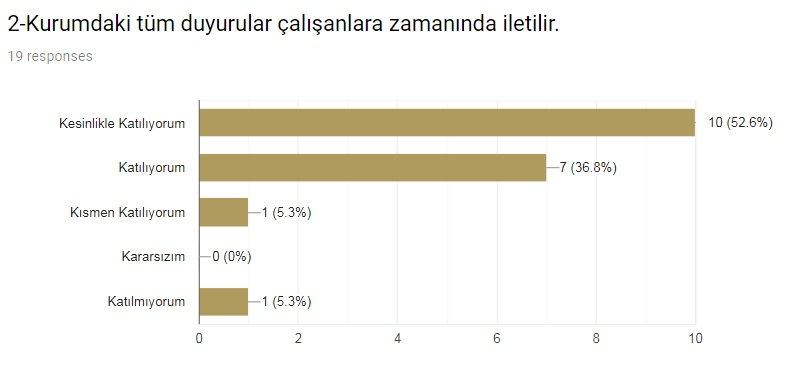 2-Kurumdaki tüm duyurular çalışanlara zamanında iletilir.
19 responses
Kesinlikle Katılıyorum 10 (52.6%)
Katılıyorum 7 (36.8%)
Kısmen Katılıyorum 1 (5.3%)
Kararsızım 0 (0%)
Katılmıyorum 1 (5.3%)
0 2 4 6 8 10